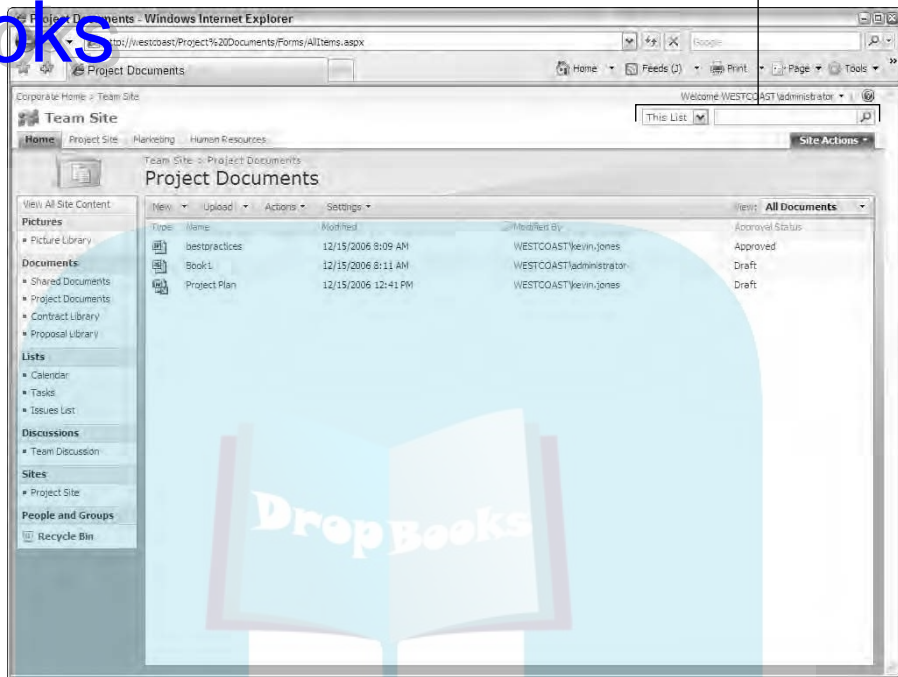 Project Documents - Windows Internet Explorer
oks
http://westcoast/Project%20Documents/Forms/AllItems.aspx
Google
Project Documents
Home Feeds (J) Print Page Tools »
Corporate Home > Team Site
Welcome WESTCOAST\administrator
Team Site
This List
Home Project Site Marketing Human Resources
Site Actions
Team Site > Project Documents
Project Documents
View All Site Content
New Upload Actions Settings
View: All Documents
Type Name Modified Modified By Approval Status
bestpractices 12/15/2006 8:09 AM WESTCOAST\kevin.jones Approved
Book1 12/15/2006 8:11 AM WESTCOAST\administrator Draft
Project Plan 12/15/2006 12:41 PM WESTCOAST\kevin.jones Draft
Pictures
Picture Library
Documents
Shared Documents
Project Documents
Contract Library
Proposal Library
Lists
Calendar
Tasks
Issues List
Discussions
Team Discussion
Sites
Project Site
People and Groups
Recycle Bin
DropBooks